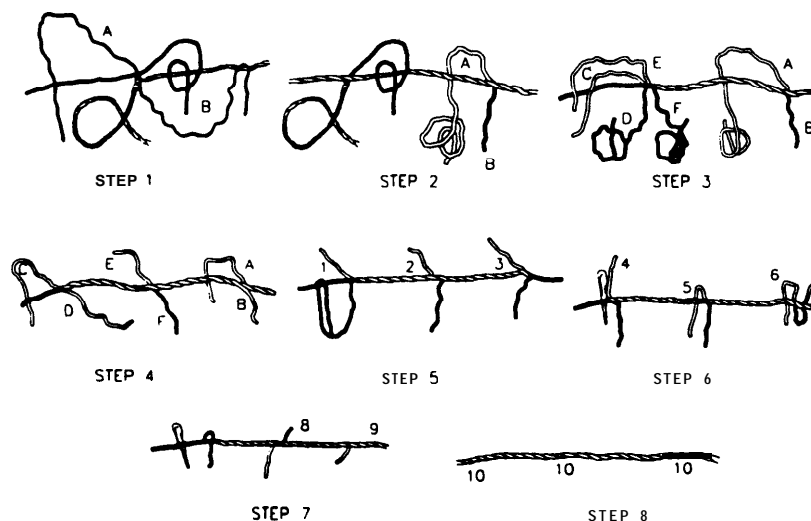 A
B
STEP 1
A
B
STEP 2
C
E
A
D
F
B
STEP 3
C
E
A
D
F
B
STEP 4
1
2
3
STEP 5
4
5
6
STEP 6
8
9
STEP 7
10
10
10
STEP 8